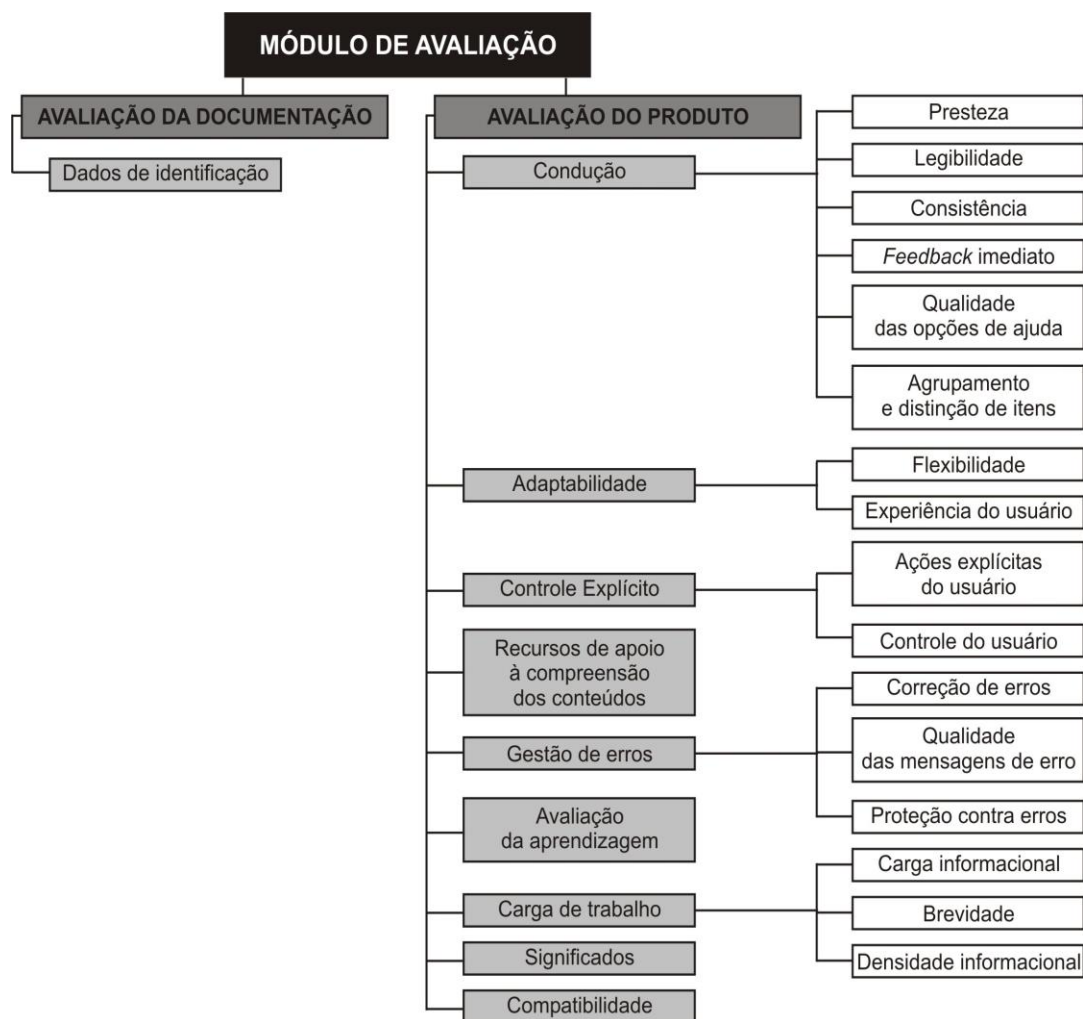 MÓDULO DE AVALIAÇÃO
AVALIAÇÃO DA DOCUMENTAÇÃO
Dados de identificação
AVALIAÇÃO DO PRODUTO
Condução
Presteza
Legibilidade
Consistência
Feedback imediato
Qualidade
das opções de ajuda
Agrupamento
e distinção de itens
Adaptabilidade
Flexibilidade
Experiência do usuário
Controle Explícito
Ações explícitas
do usuário
Controle do usuário
Recursos de apoio
à compreensão
dos conteúdos
Gestão de erros
Correção de erros
Qualidade
das mensagens de erro
Proteção contra erros
Avaliação
da aprendizagem
Carga de trabalho
Carga informacional
Brevidade
Densidade informacional
Significados
Compatibilidade